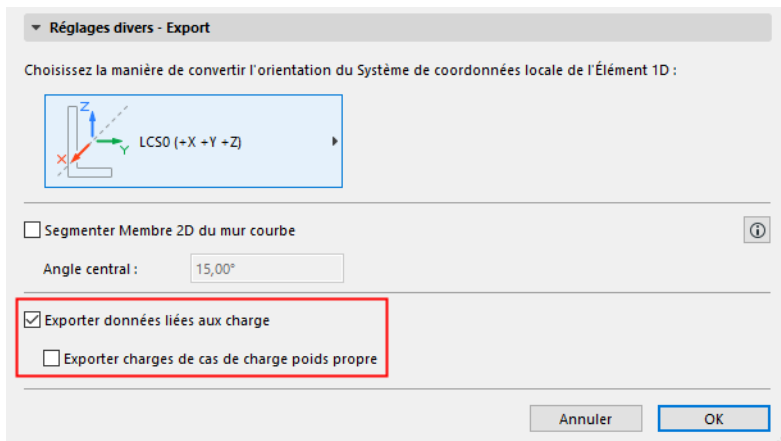 Réglages divers - Export
Choisissez la manière de convertir l'orientation du Système de coordonnées locale de l'Élément 1D :
Z
Y
X
LCS0 (+X +Y +Z)
Segmenter Membre 2D du mur courbe
Angle central :
15,00°
Exporter données liées aux charge
Exporter charges de cas de charge poids propre
Annuler
OK